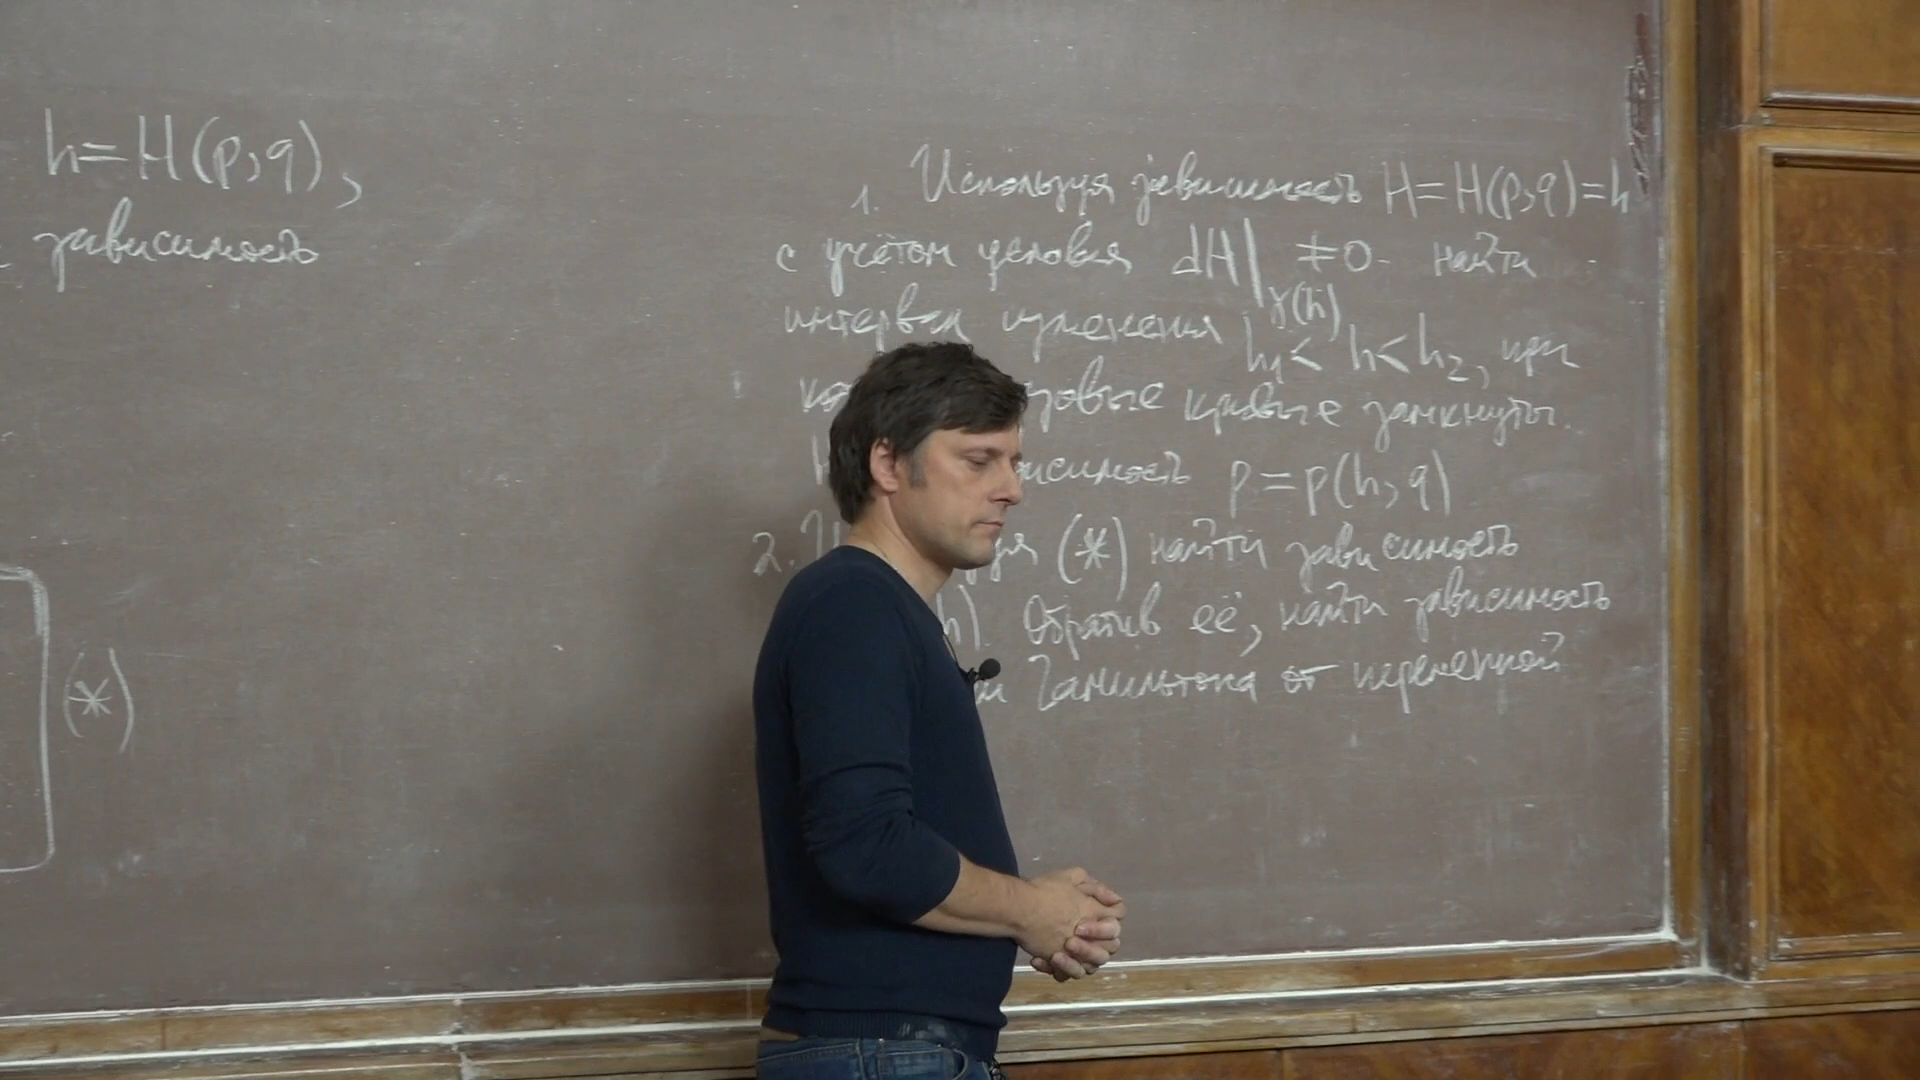 h=H(p,q),
зависимость
(*)
1. Используя зависимость H=H(p,q)=h
с учётом условия dH|γ(h) ≠0 найти
интервал изменения h₁<h<h₂, при
кривые замкнуты.
p=p(h,q)
2. (*) найти зависимость
h). Обратив её, найти зависимость
Гамильтона от переменной